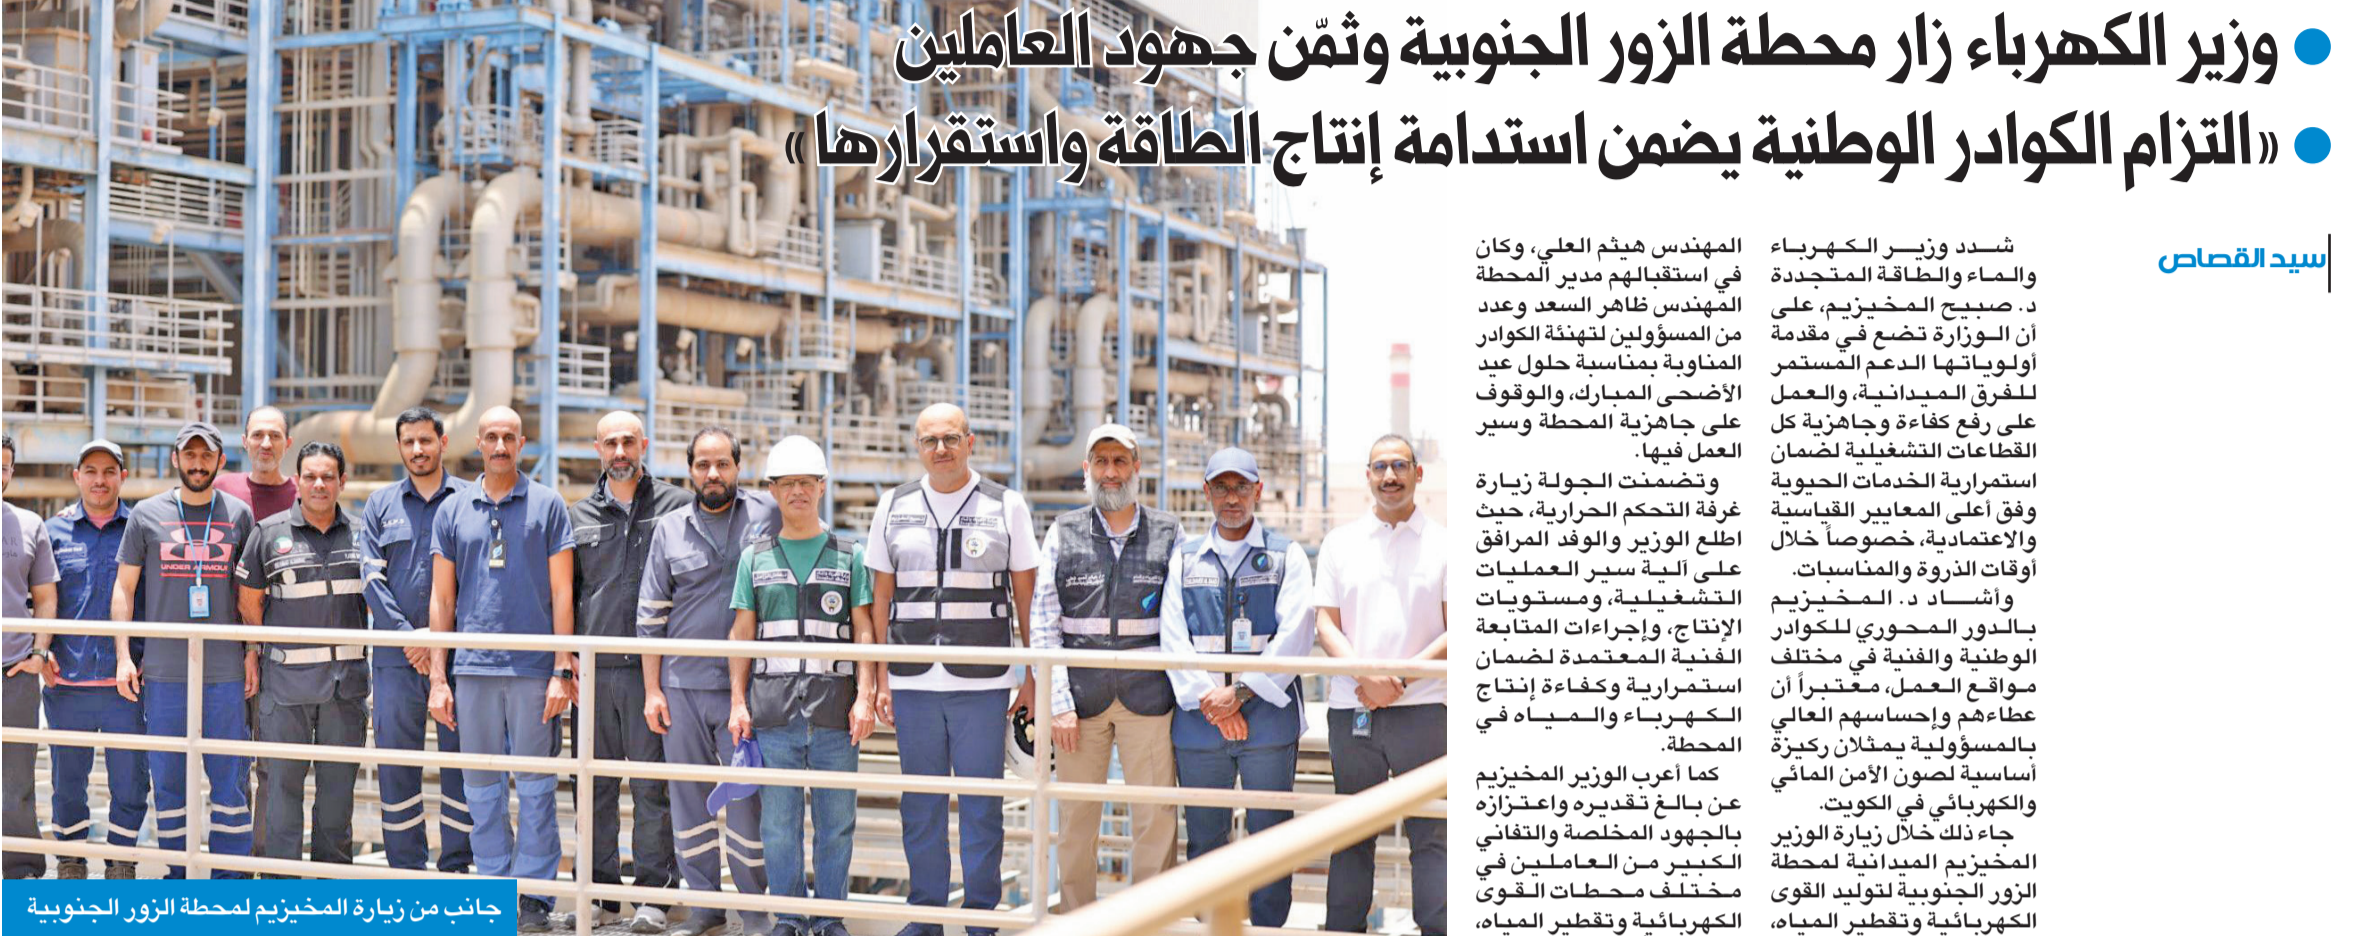 ● وزير الكهرباء زار محطة الزور الجنوبية وثمّن جهود العاملين
● «التزام الكوادر الوطنية يضمن استدامة إنتاج الطاقة واستقرارها»
سيد القصاص
شدد وزير الكهرباء
والماء والطاقة المتجددة
د. صبيح المخيزيم، على
أن الوزارة تضع في مقدمة
أولوياتها الدعم المستمر
للفرق الميدانية، والعمل
على رفع كفاءة وجاهزية كل
القطاعات التشغيلية لضمان
استمرارية الخدمات الحيوية
وفق أعلى المعايير القياسية
والاعتمادية، خصوصاً خلال
أوقات الذروة والمناسبات.
وأشاد د. المخيزيم
بالدور المحوري للكوادر
الوطنية والفنية في مختلف
مواقع العمل، معتبراً أن
عطاءهم وإحساسهم العالي
بالمسؤولية يمثلان ركيزة
أساسية لصون الأمن المائي
والكهربائي في الكويت.
جاء ذلك خلال زيارة الوزير
المخيزيم الميدانية لمحطة
الزور الجنوبية لتوليد القوى
الكهربائية وتقطير المياه،
المهندس هيثم العلي، وكان
في استقبالهم مدير المحطة
المهندس ظاهر السعد وعدد
من المسؤولين لتهنئة الكوادر
المناوبة بمناسبة حلول عيد
الأضحى المبارك، والوقوف
على جاهزية المحطة وسير
العمل فيها.
وتضمنت الجولة زيارة
غرفة التحكم الحرارية، حيث
اطلع الوزير والوفد المرافق
على آلية سير العمليات
التشغيلية، ومستويات
الإنتاج، وإجراءات المتابعة
الفنية المعتمدة لضمان
استمرارية وكفاءة إنتاج
الكهرباء والمياه في
المحطة.
كما أعرب الوزير المخيزيم
عن بالغ تقديره واعتزازه
بالجهود المخلصة والتفاني
الكبير من العاملين في
مختلف محطات القوى
الكهربائية وتقطير المياه،
UNDER ARMOUR
جانب من زيارة المخيزيم لمحطة الزور الجنوبية